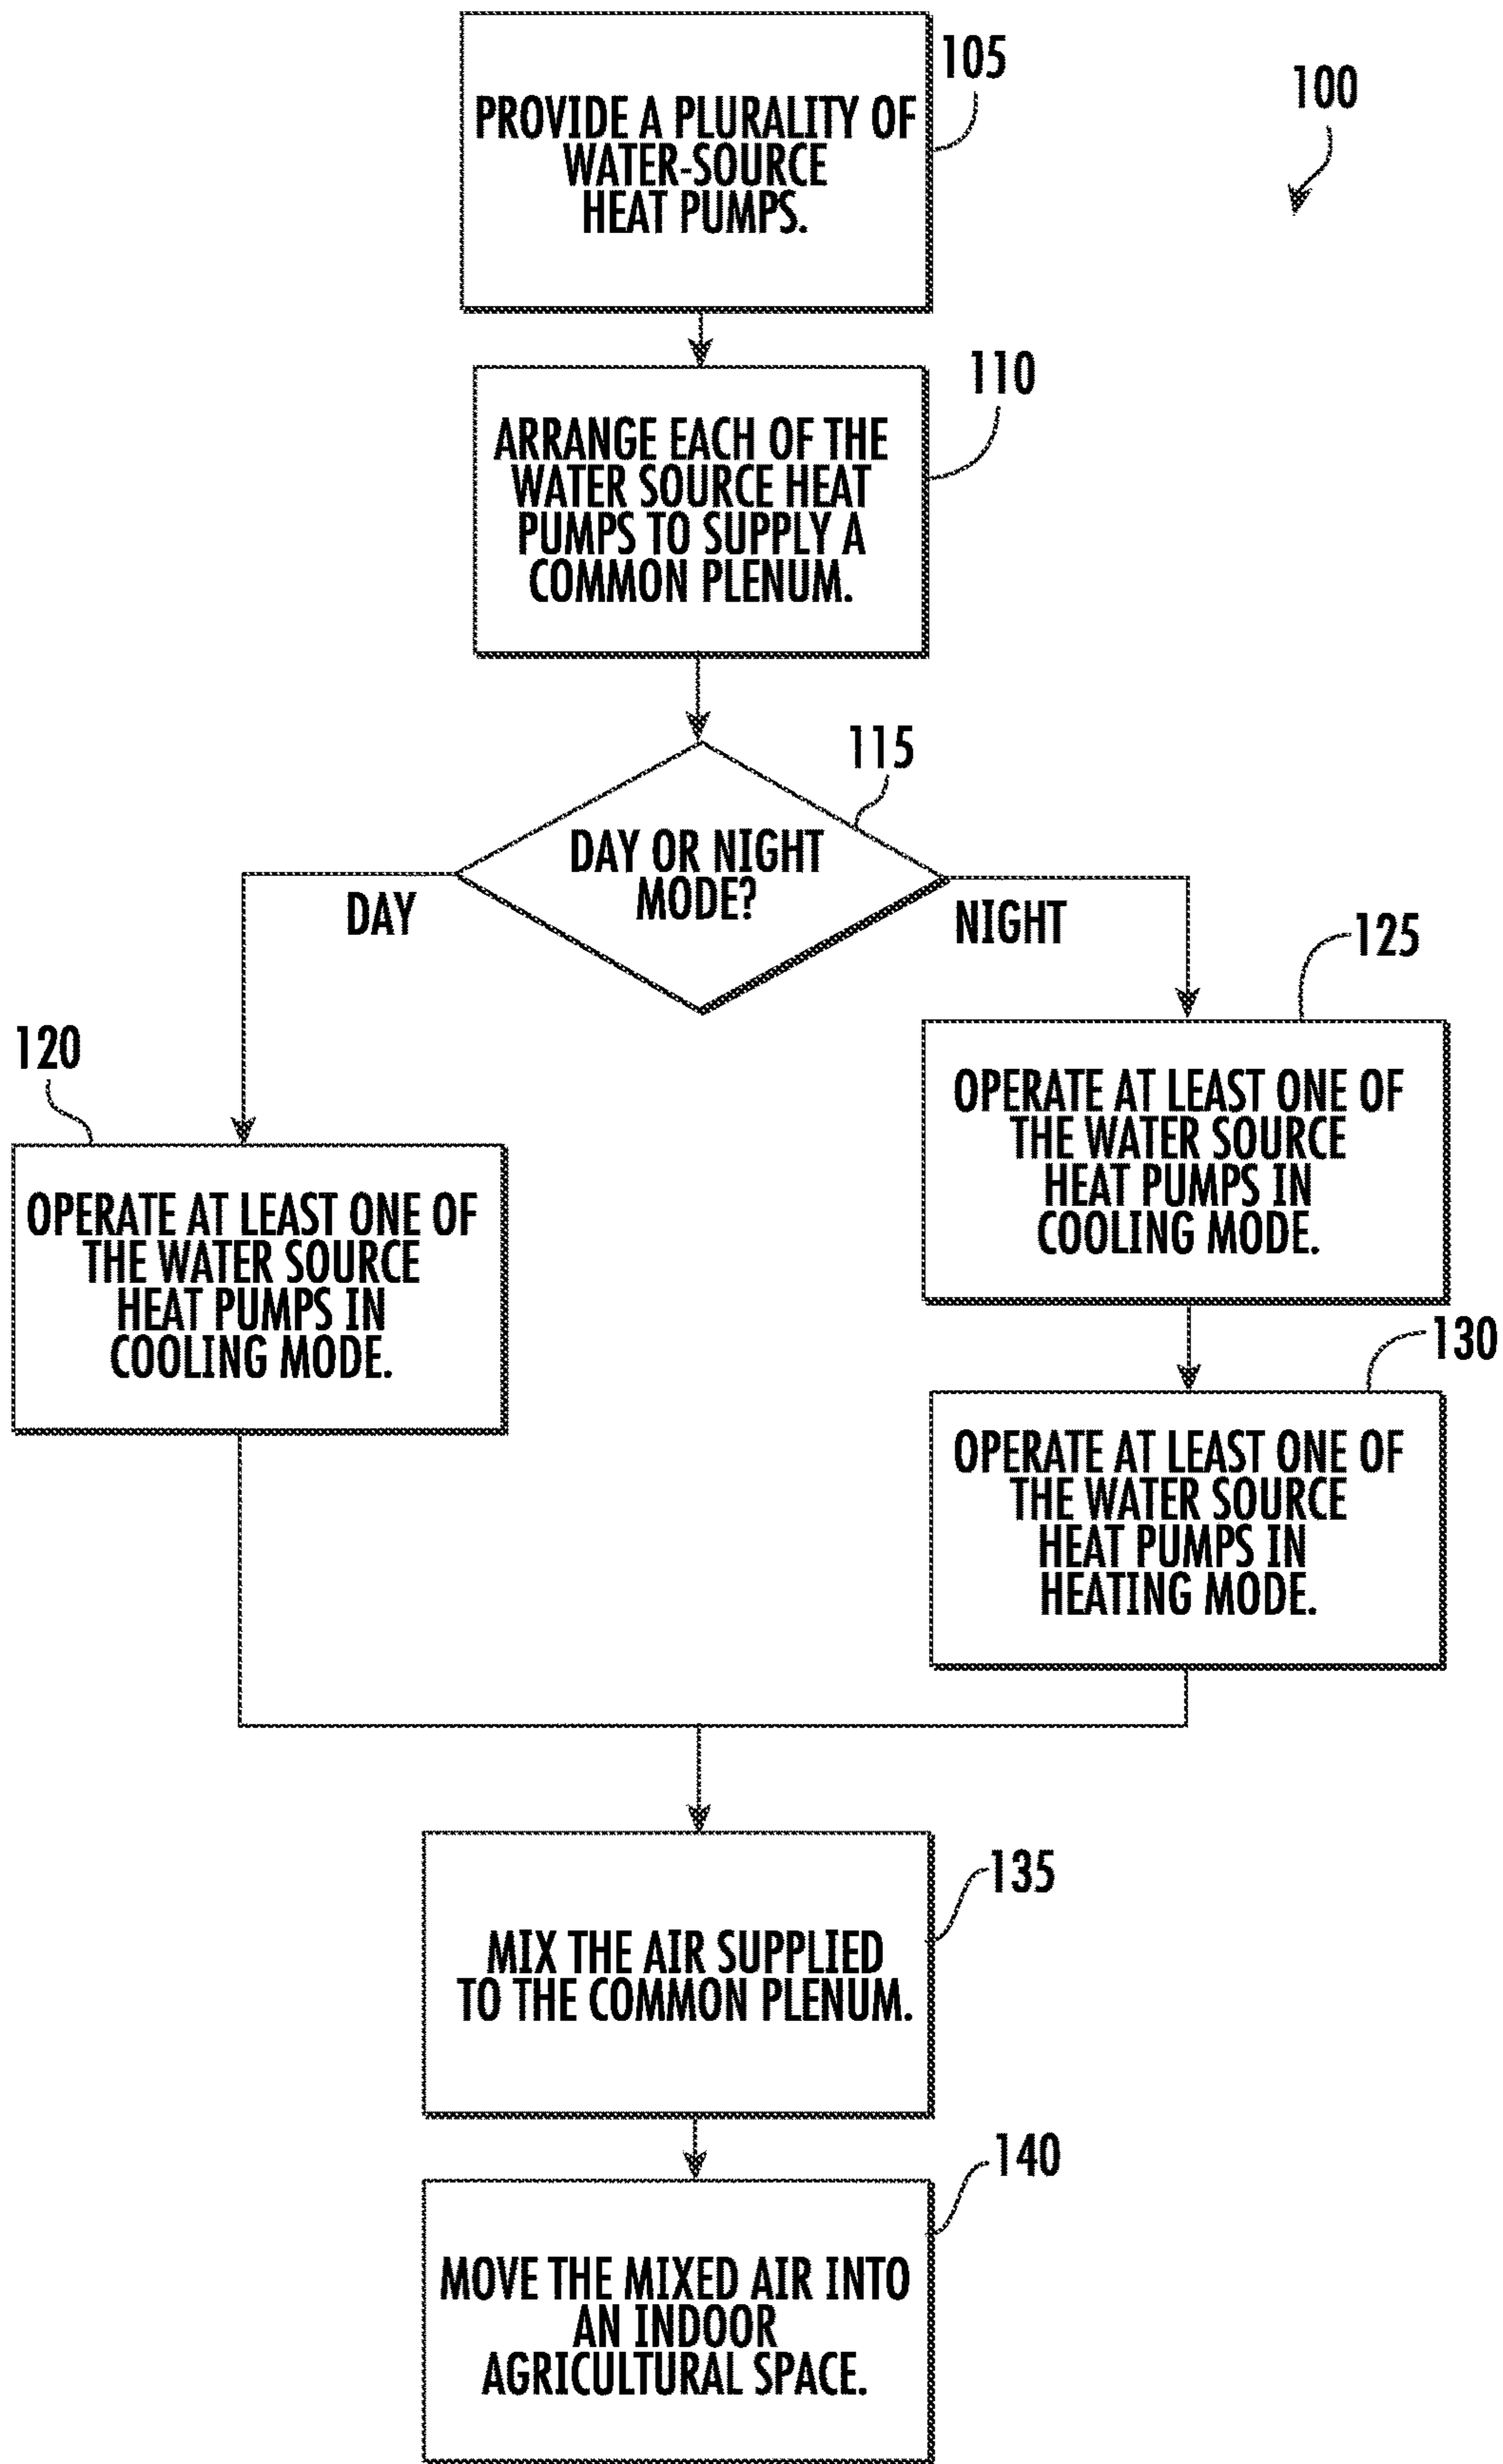 105
100
PROVIDE A PLURALITY OF
WATER-SOURCE
HEAT PUMPS.
110
ARRANGE EACH OF THE
WATER SOURCE HEAT
PUMPS TO SUPPLY A
COMMON PLENUM.
115
DAY OR NIGHT
MODE?
DAY
NIGHT
125
120
OPERATE AT LEAST ONE OF
THE WATER SOURCE
HEAT PUMPS IN
COOLING MODE.
OPERATE AT LEAST ONE OF
THE WATER SOURCE
HEAT PUMPS IN
COOLING MODE.
130
OPERATE AT LEAST ONE OF
THE WATER SOURCE
HEAT PUMPS IN
HEATING MODE.
135
MIX THE AIR SUPPLIED
TO THE COMMON PLENUM.
140
MOVE THE MIXED AIR INTO
AN INDOOR
AGRICULTURAL SPACE.